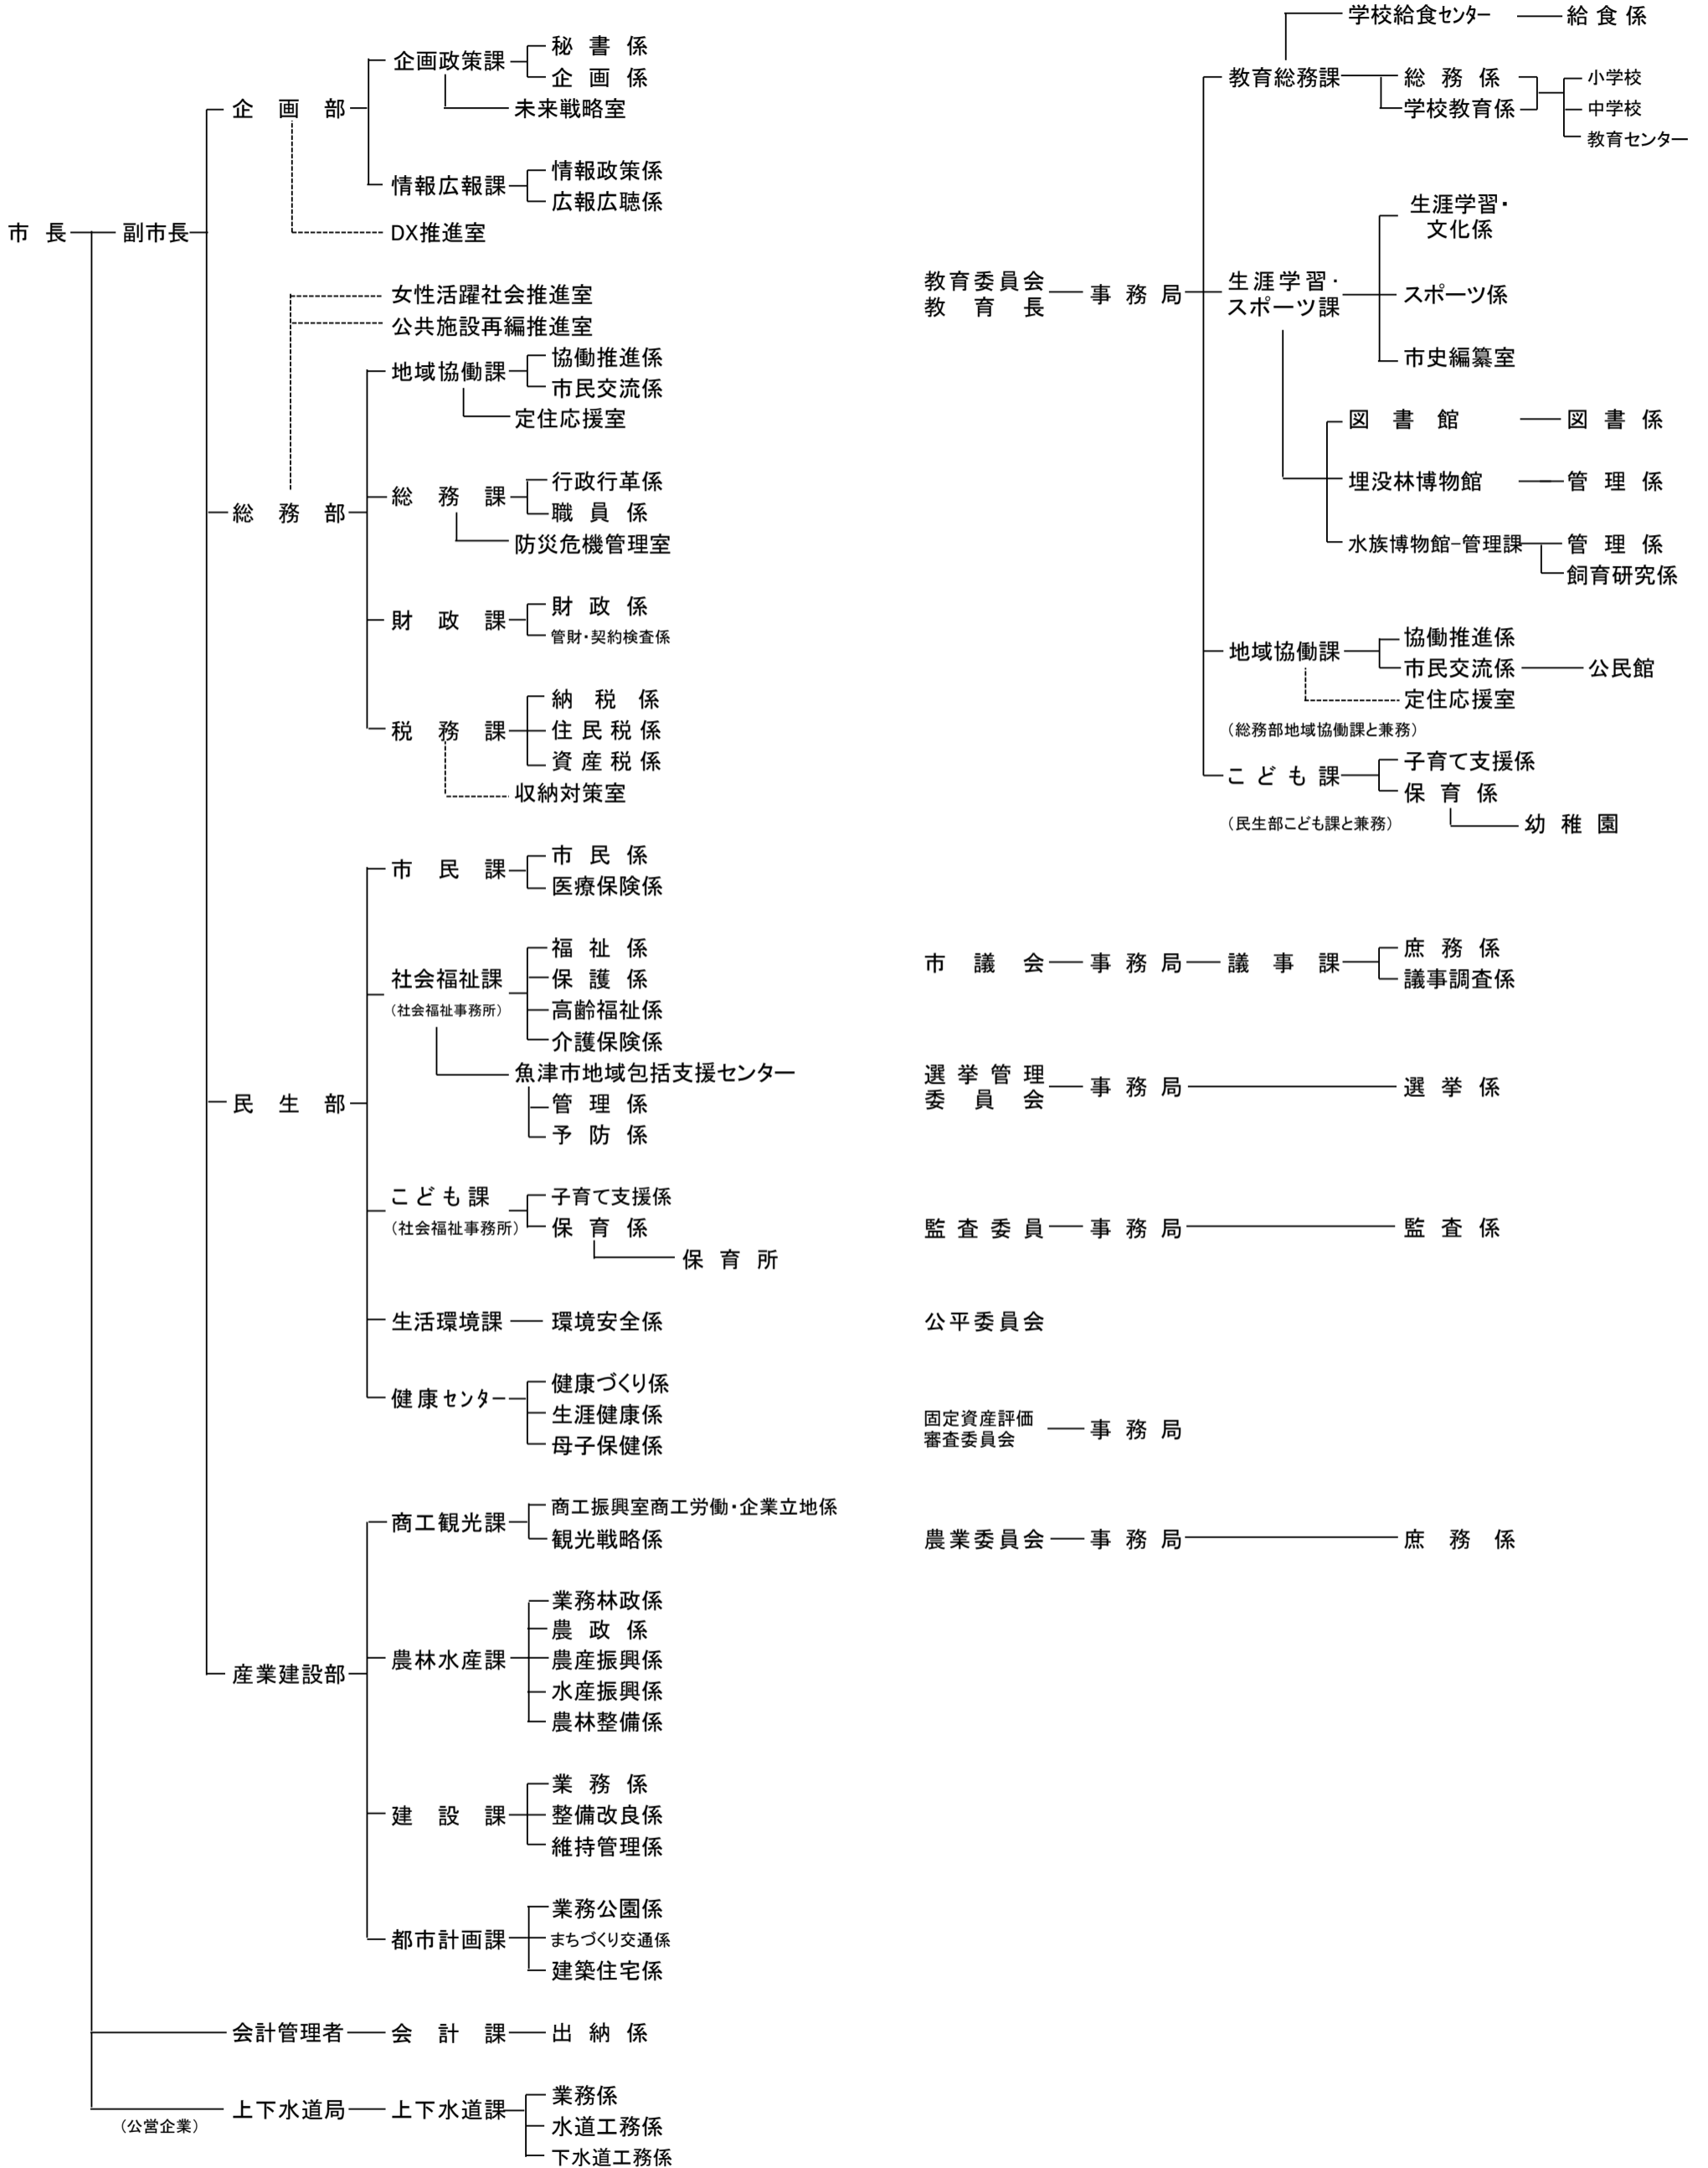 市長
副市長
企画部
企画政策課
秘書係
企画係
未来戦略室
情報広報課
情報政策係
広報広聴係
DX推進室
女性活躍社会推進室
公共施設再編推進室
総務部
地域協働課
協働推進係
市民交流係
定住応援室
総務課
行政行革係
職員係
防災危機管理室
財政課
財政係
管財・契約検査係
税務課
納税係
住民税係
資産税係
収納対策室
民生部
市民課
市民係
医療保険係
社会福祉課
（社会福祉事務所）
福祉係
保護係
高齢福祉係
介護保険係
魚津市地域包括支援センター
管理係
予防係
こども課
（社会福祉事務所）
子育て支援係
保育係
保育所
生活環境課
環境安全係
健康センター
健康づくり係
生涯健康係
母子保健係
産業建設部
商工観光課
商工振興室商工労働・企業立地係
観光戦略係
農林水産課
業務林政係
農政係
農産振興係
水産振興係
農林整備係
建設課
業務係
整備改良係
維持管理係
都市計画課
業務公園係
まちづくり交通係
建築住宅係
会計管理者
会計課
出納係
上下水道局
（公営企業）
上下水道課
業務係
水道工務係
下水道工務係
教育委員会
教育長
事務局
学校給食センター
給食係
教育総務課
総務係
学校教育係
小学校
中学校
教育センター
生涯学習・
スポーツ課
生涯学習・
文化係
スポーツ係
市史編纂室
図書館
図書係
埋没林博物館
管理係
水族博物館-管理課
管理係
飼育研究係
地域協働課
協働推進係
市民交流係
公民館
定住応援室
（総務部地域協働課と兼務）
こども課
子育て支援係
保育係
（民生部こども課と兼務）
幼稚園
市議会
事務局
議事課
庶務係
議事調査係
選挙管理
委員会
事務局
選挙係
監査委員
事務局
監査係
公平委員会
固定資産評価
審査委員会
事務局
農業委員会
事務局
庶務係